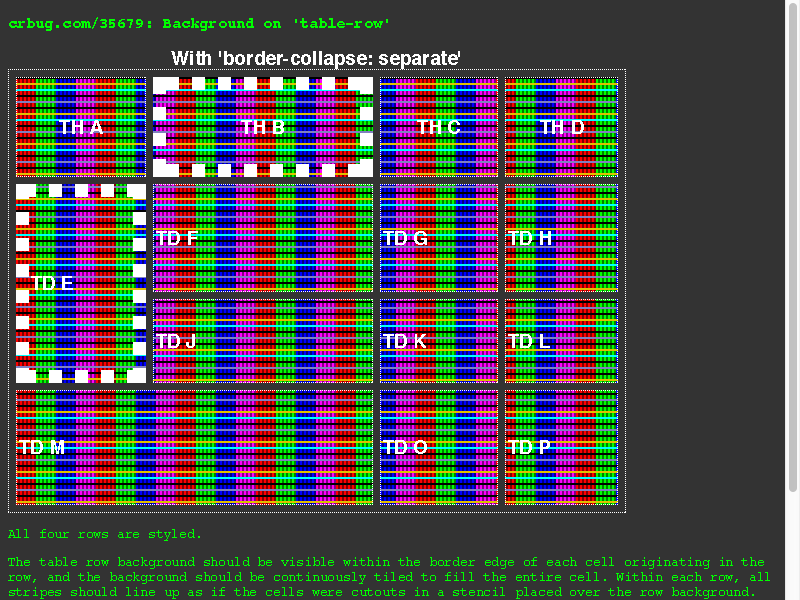 crbug.com/35679: Background on 'table-row'
With 'border-collapse: separate'
TH A TH B TH C TH D
TD E
TD F TD G TD H
TD J TD K TD L
TD M TD O TD P
All four rows are styled.
The table row background should be visible within the border edge of each cell originating in the
row, and the background should be continuously tiled to fill the entire cell. Within each row, all
stripes should line up as if the cells were cutouts in a stencil placed over the row background.